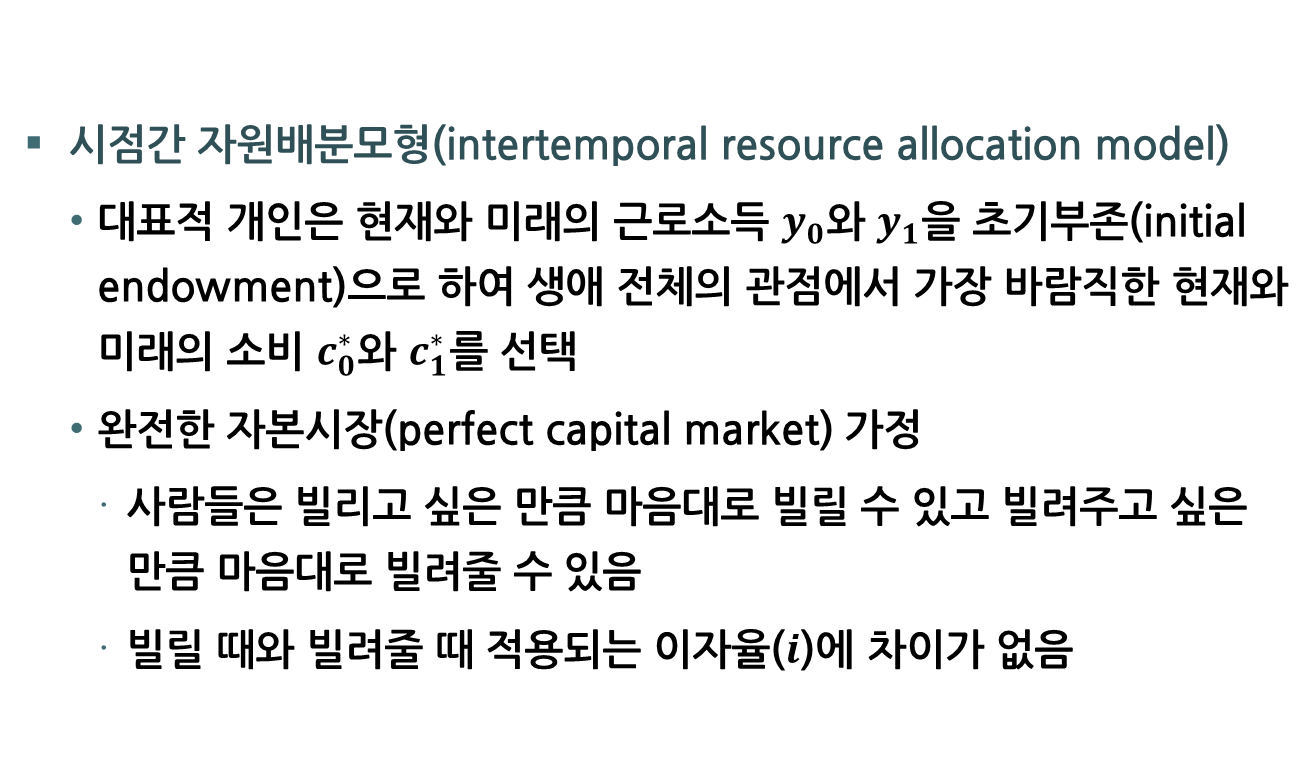 ▪ 시점간 자원배분모형(intertemporal resource allocation model)
• 대표적 개인은 현재와 미래의 근로소득 y₀와 y₁을 초기부존(initial
endowment)으로 하여 생애 전체의 관점에서 가장 바람직한 현재와
미래의 소비 c₀*와 c₁*를 선택
• 완전한 자본시장(perfect capital market) 가정
· 사람들은 빌리고 싶은 만큼 마음대로 빌릴 수 있고 빌려주고 싶은
만큼 마음대로 빌려줄 수 있음
· 빌릴 때와 빌려줄 때 적용되는 이자율(i)에 차이가 없음